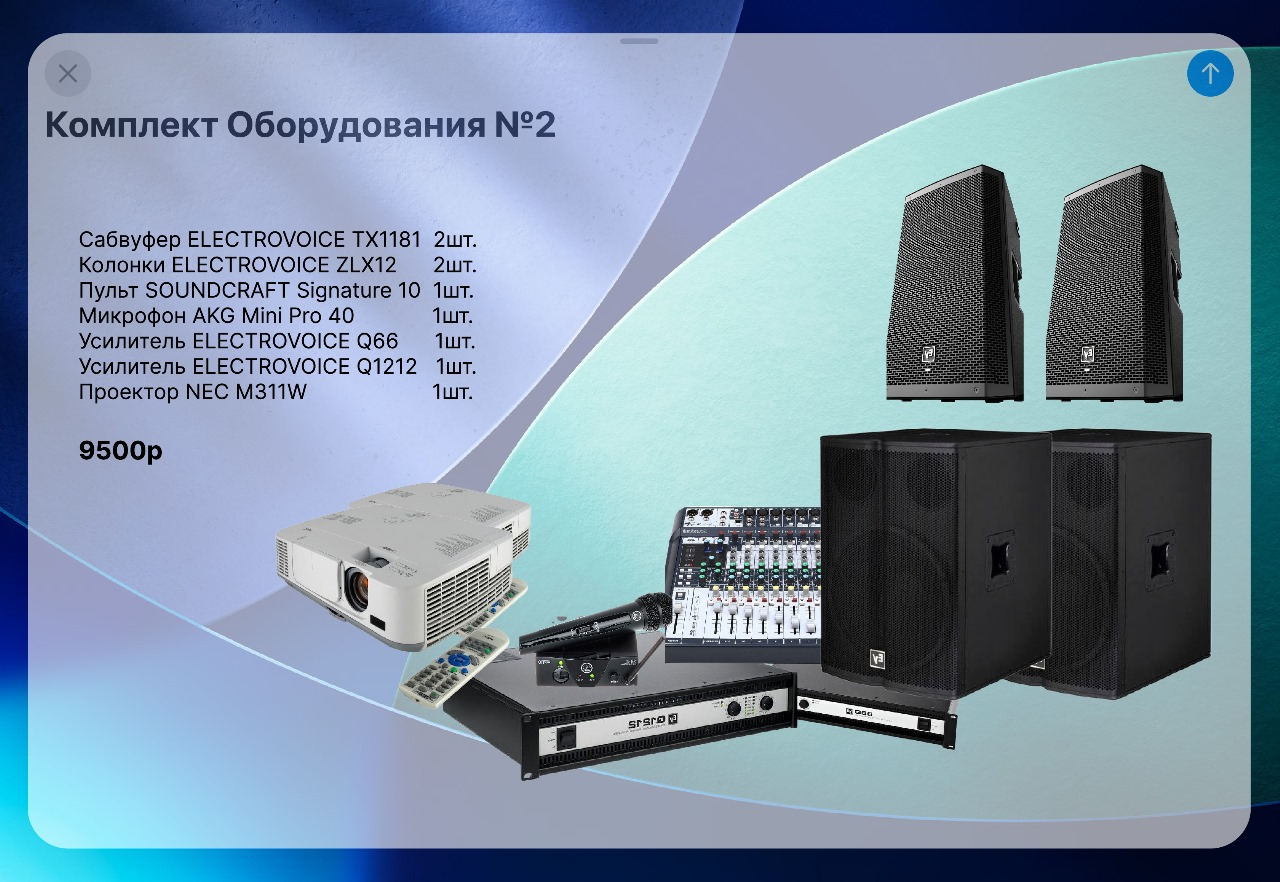 Комплект Оборудования №2
Сабвуфер ELECTROVOICE TX1181 2шт.
Колонки ELECTROVOICE ZLX12 2шт.
Пульт SOUNDCRAFT Signature 10 1шт.
Микрофон AKG Mini Pro 40 1шт.
Усилитель ELECTROVOICE Q66 1шт.
Усилитель ELECTROVOICE Q1212 1шт.
Проектор NEC M311W 1шт.
9500р